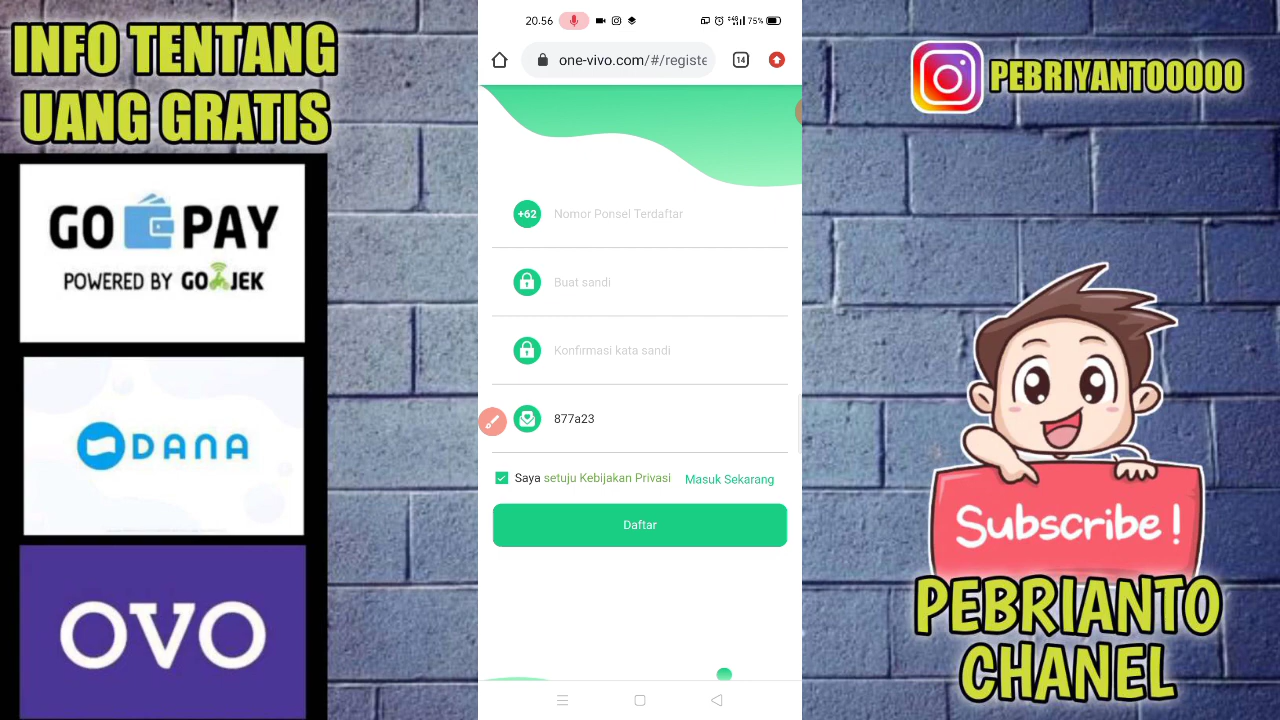 INFO TENTANG
UANG GRATIS
GO PAY
POWERED BY GOJEK
DANA
OVO
20.56
75%
one-vivo.com/#/registe
14
+62
Nomor Ponsel Terdaftar
Buat sandi
Konfirmasi kata sandi
877a23
Saya setuju Kebijakan Privasi
Masuk Sekarang
Daftar
PEBRIYANTOOOOO
Subscribe!
PEBRIANTO
CHANEL